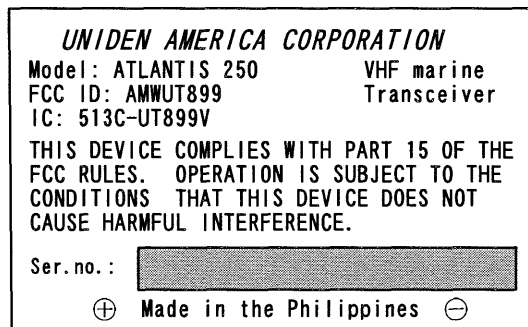 UNIDEN AMERICA CORPORATION
Model: ATLANTIS 250 VHF marine
FCC ID: AMWUT899 Transceiver
IC: 513C-UT899V
THIS DEVICE COMPLIES WITH PART 15 OF THE
FCC RULES. OPERATION IS SUBJECT TO THE
CONDITIONS THAT THIS DEVICE DOES NOT
CAUSE HARMFUL INTERFERENCE.
Ser.no.:
⊕ Made in the Philippines ⊖